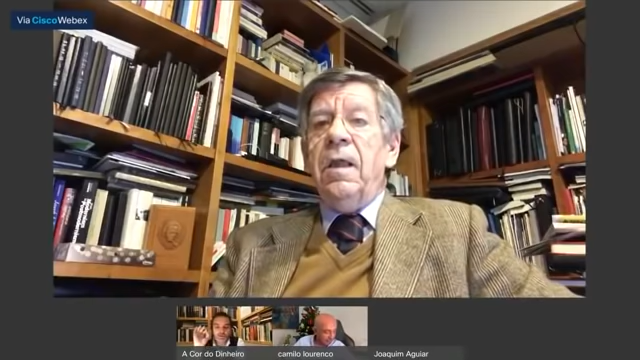 Via Cisco Webex
A Cor do Dinheiro
camilo lourenco
Joaquim Aguiar